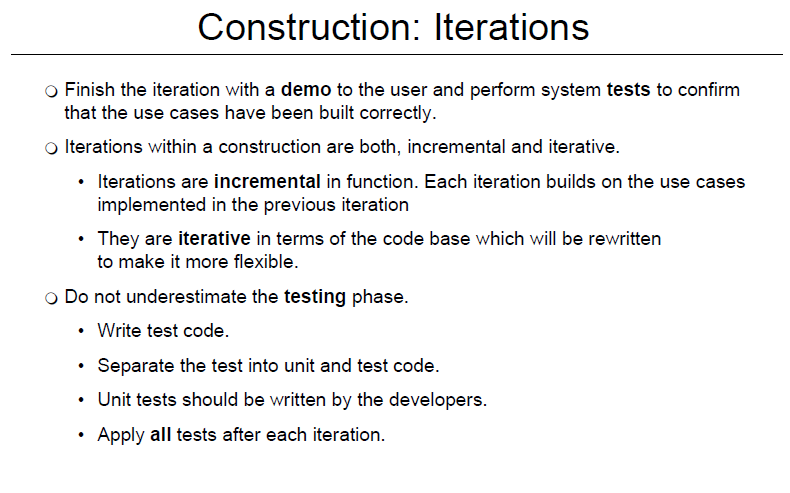 Construction: Iterations
Finish the iteration with a demo to the user and perform system tests to confirm
that the use cases have been built correctly.
Iterations within a construction are both, incremental and iterative.
• Iterations are incremental in function. Each iteration builds on the use cases
implemented in the previous iteration
• They are iterative in terms of the code base which will be rewritten
to make it more flexible.
Do not underestimate the testing phase.
• Write test code.
• Separate the test into unit and test code.
• Unit tests should be written by the developers.
• Apply all tests after each iteration.